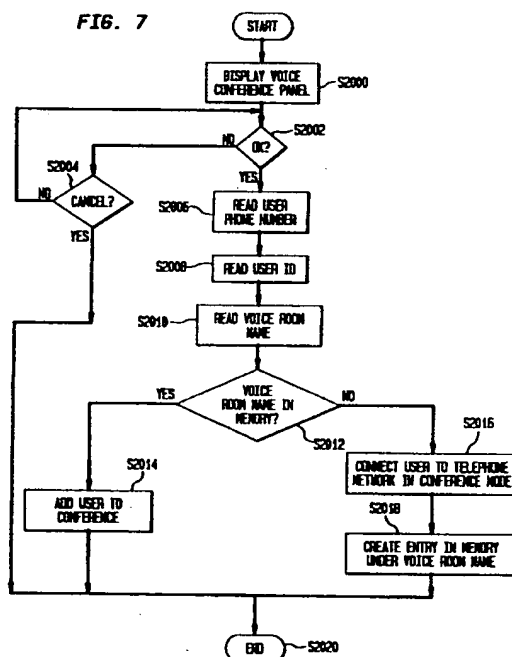 FIG. 7
START
DISPLAY VOICE
CONFERENCE PANEL
S2000
S2002
NO
OK?
S2004
CANCEL?
NO
YES
YES
S2006
READ USER
PHONE NUMBER
S2008
READ USER ID
S2010
READ VOICE ROOM
NAME
YES
VOICE
ROOM NAME IN
MEMORY?
NO
S2012
S2014
ADD USER TO
CONFERENCE
S2016
CONNECT USER TO TELEPHONE
NETWORK IN CONFERENCE MODE
S2018
CREATE ENTRY IN MEMORY
UNDER VOICE ROOM NAME
END
S2020